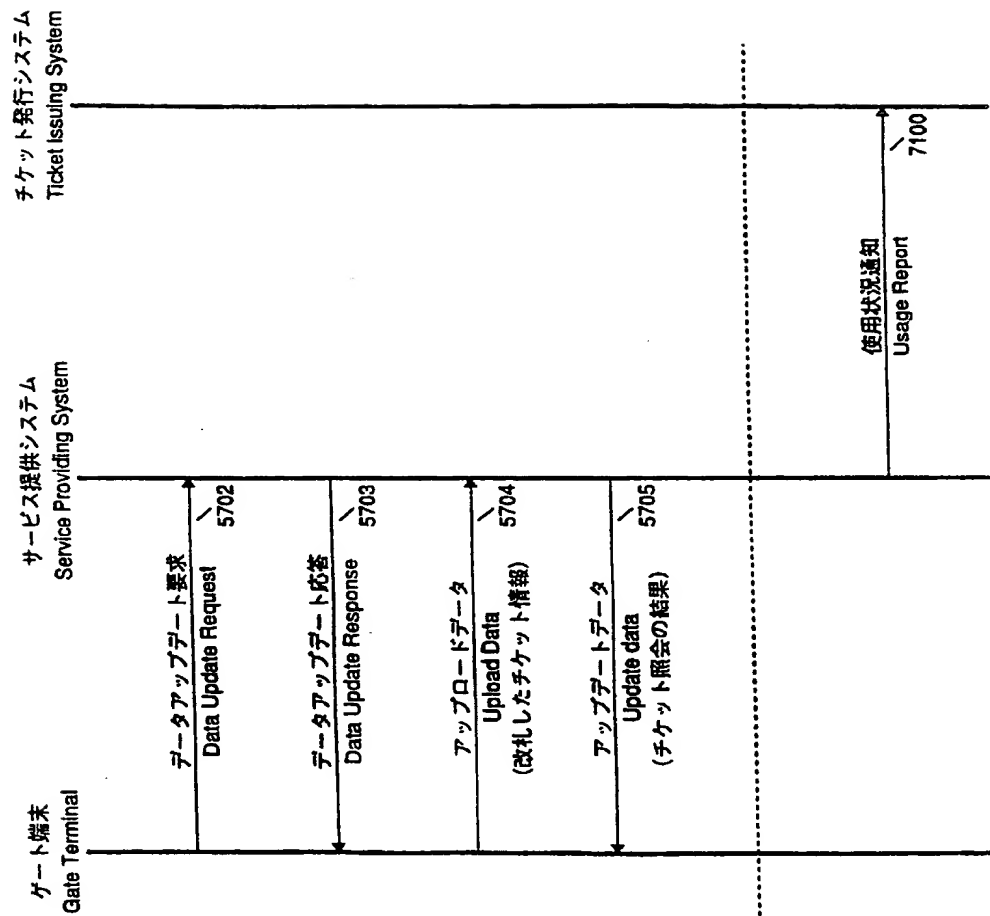 ゲート端末
Gate Terminal
サービス提供システム
Service Providing System
チケット発行システム
Ticket Issuing System
データアップデート要求
Data Update Request
5702
データアップデート応答
Data Update Response
5703
アップロードデータ
Upload Data
(改札したチケット情報)
5704
アップデートデータ
Update data
(チケット照会の結果)
5705
使用状況通知
Usage Report
7100